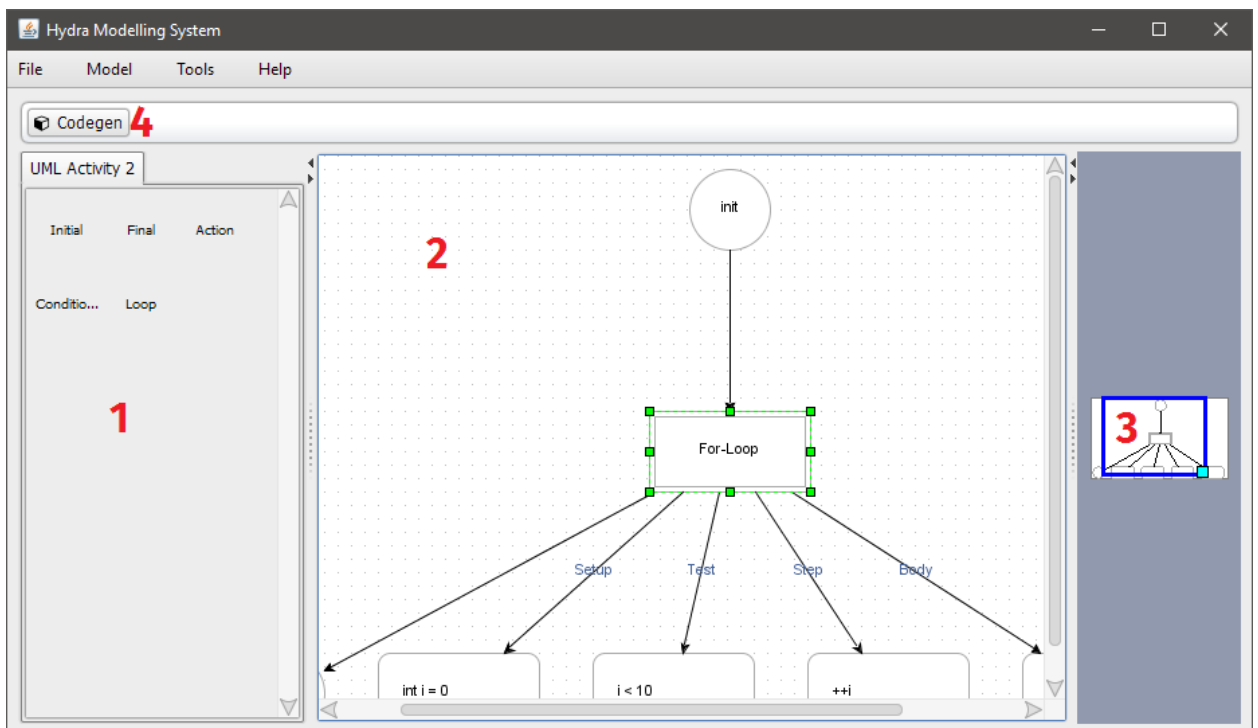 Hydra Modelling System
File Model Tools Help
Codegen 4
UML Activity 2
Initial Final Action
Conditio... Loop
1
2
init
For-Loop
Setup Test Step Body
int i = 0 i < 10 ++i
3